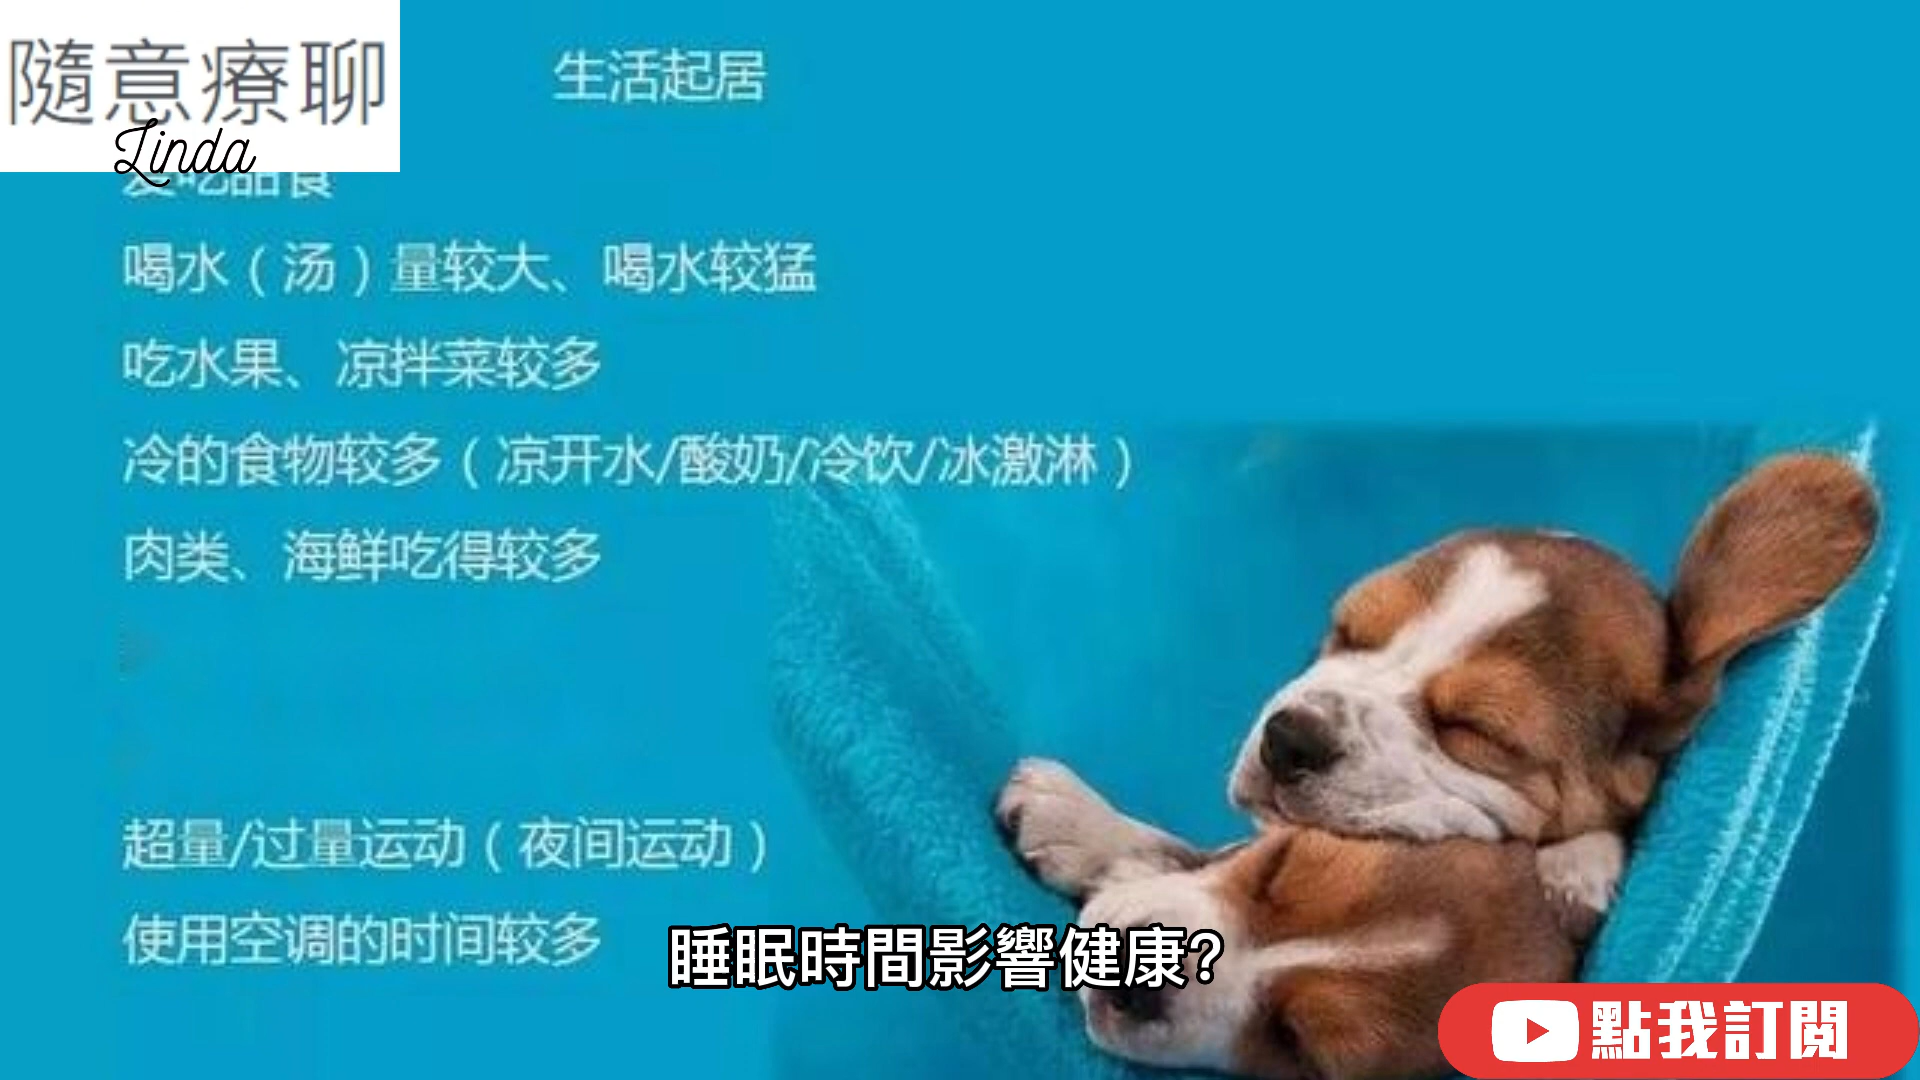 隨意療聊
Linda
生活起居
喝水（汤）量较大、喝水较猛
吃水果、凉拌菜较多
冷的食物较多（凉开水/酸奶/冷饮/冰激淋）
肉类、海鲜吃得较多
超量/过量运动（夜间运动）
使用空调的时间较多
睡眠時間影響健康?
點我訂閱